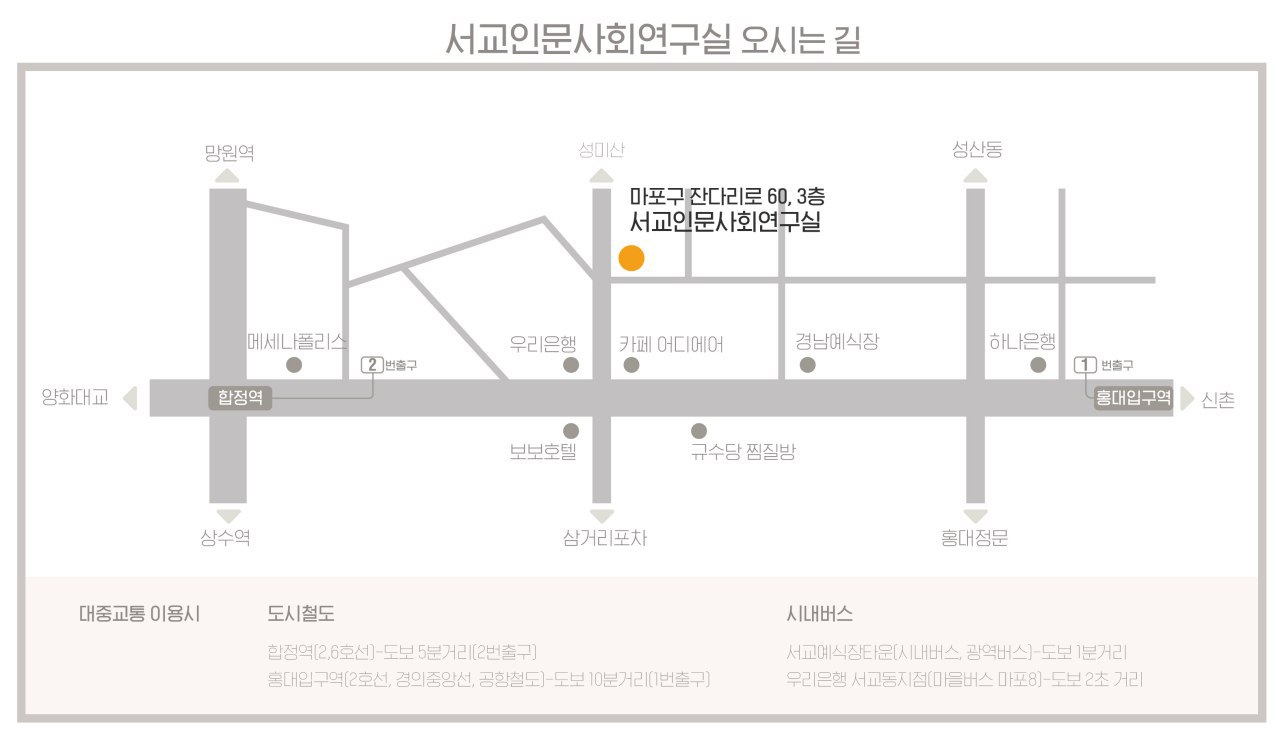 서교인문사회연구실 오시는 길
망원역
성미산
성산동
마포구 잔다리로 60, 3층
서교인문사회연구실
메세나폴리스
우리은행
카페 어디에어
경남예식장
하나은행
2 번출구
1 번출구
양화대교
합정역
홍대입구역
신촌
보보호텔
규수당 찜질방
상수역
삼거리포차
홍대정문
대중교통 이용시
도시철도
합정역(2,6호선)-도보 5분거리(2번출구)
홍대입구역(2호선, 경의중앙선, 공항철도)-도보 10분거리(1번출구)
시내버스
서교예식장타운(시내버스, 광역버스)-도보 1분거리
우리은행 서교동지점(마을버스 마포8)-도보 2초 거리